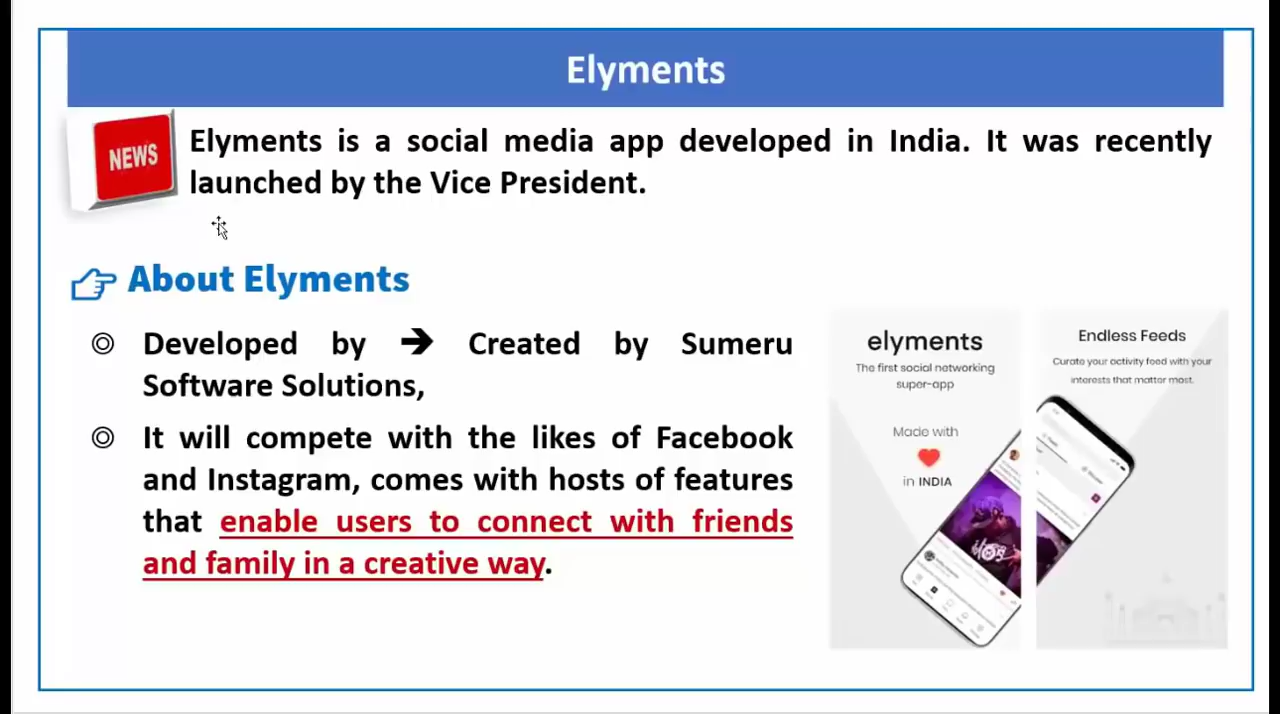 Elyments
NEWS
Elyments is a social media app developed in India. It was recently
launched by the Vice President.
About Elyments
Developed by ➔ Created by Sumeru
Software Solutions,
It will compete with the likes of Facebook
and Instagram, comes with hosts of features
that enable users to connect with friends
and family in a creative way.
elyments
The first social networking
super-app
Made with
in INDIA
Endless Feeds
Curate your activity feed with your
interests that matter most.